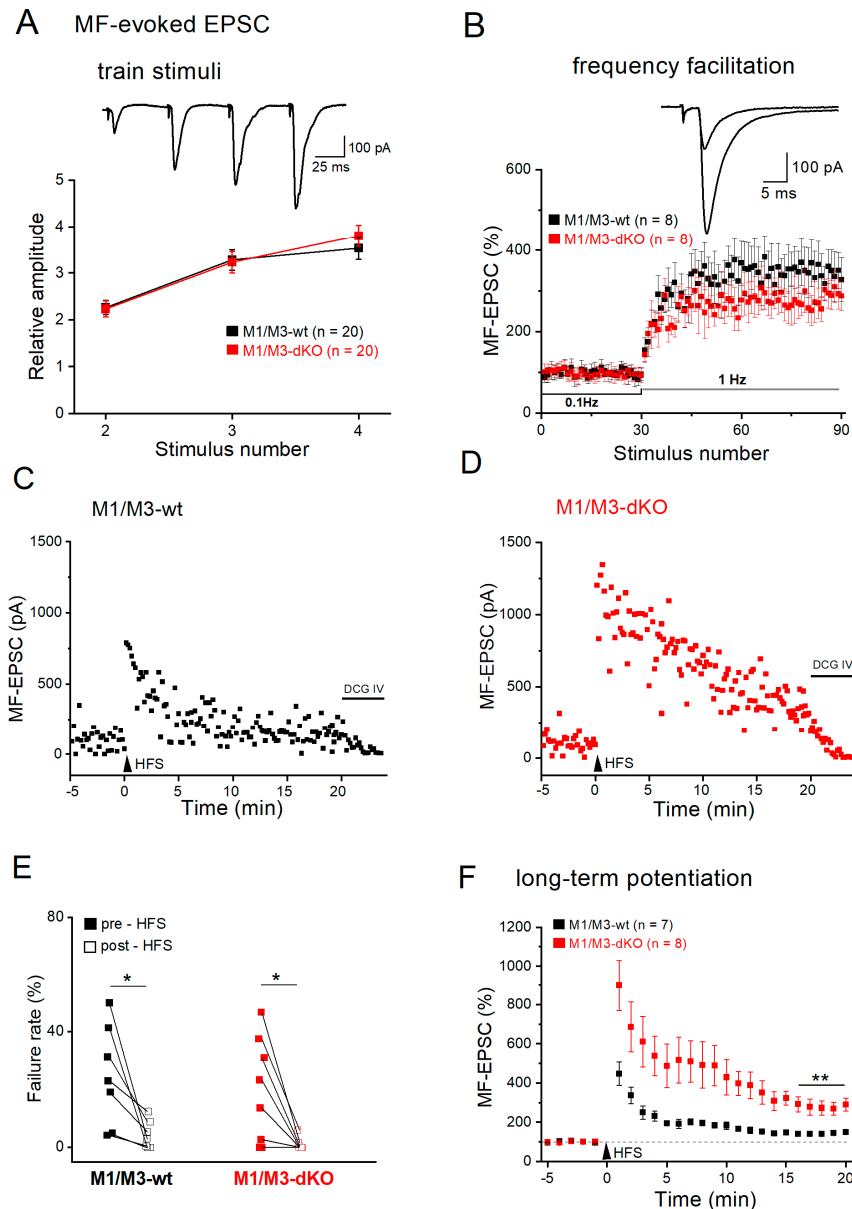 A
MF-evoked EPSC
train stimuli
100 pA
25 ms
Relative amplitude
5
4
3
2
1
0
M1/M3-wt (n = 20)
M1/M3-dKO (n = 20)
2
3
4
Stimulus number
B
frequency facilitation
100 pA
5 ms
MF-EPSC (%)
600
400
200
0
M1/M3-wt (n = 8)
M1/M3-dKO (n = 8)
0.1Hz
1 Hz
0
30
60
90
Stimulus number
C
M1/M3-wt
MF-EPSC (pA)
1500
1000
500
0
DCG IV
HFS
-5
0
5
10
15
20
Time (min)
D
M1/M3-dKO
MF-EPSC (pA)
1500
1000
500
0
DCG IV
HFS
-5
0
5
10
15
20
Time (min)
E
Failure rate (%)
80
40
0
pre - HFS
post - HFS
*
*
M1/M3-wt
M1/M3-dKO
F
long-term potentiation
MF-EPSC (%)
1200
1000
800
600
400
200
0
M1/M3-wt (n = 7)
M1/M3-dKO (n = 8)
**
HFS
-5
0
5
10
15
20
Time (min)